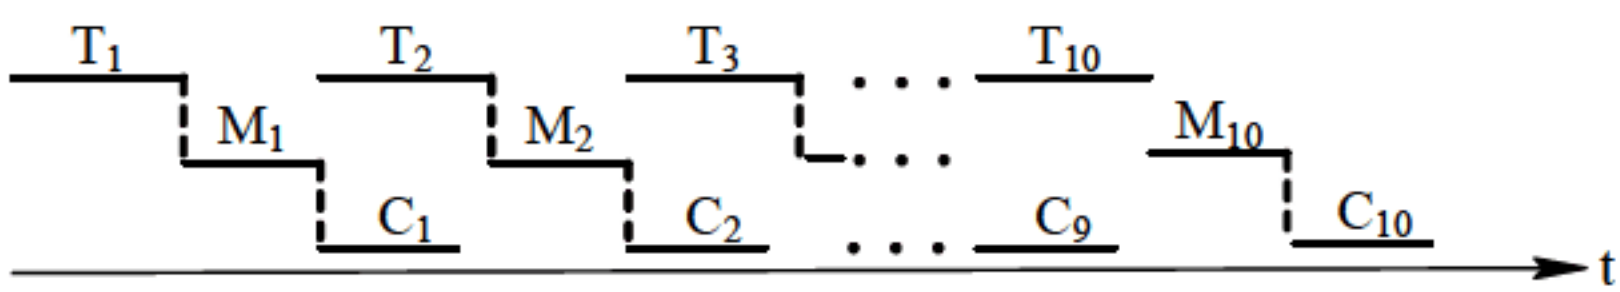 T₁ T₂ T₃ . . . T₁₀
M₁ M₂ . . . M₁₀
C₁ C₂ . . . C₉ C₁₀
t